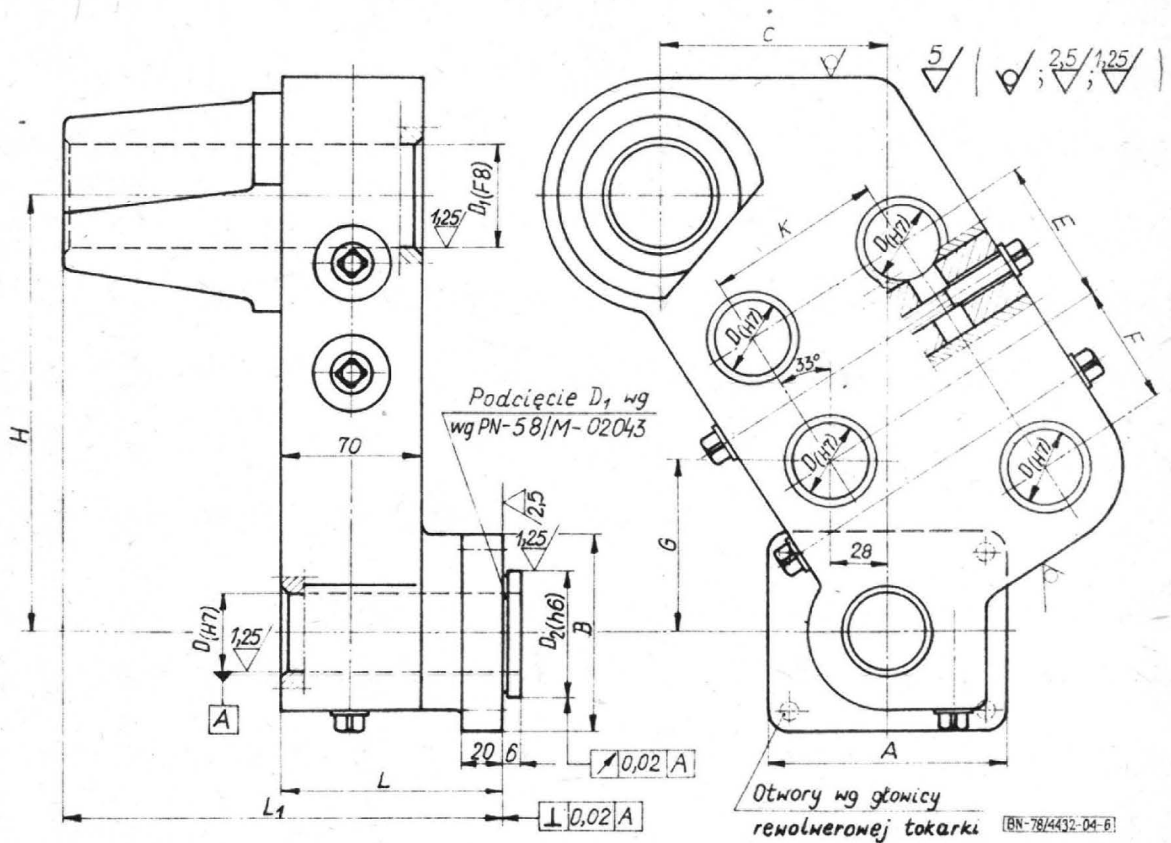 C
5 ( ; 2,5 ; 1,25
D₁(F8)
1,25
K
E
D(H7)
D(H7)
F
33°
H
Podcięcie D₁ wg
wg PN-58/M-02043
70
D(H7)
D(H7)
2,5
1,25
G
28
D(H7)
1,25
D₂(h6)
B
A
20 6
A
0,02 A
L
L₁
⊥ 0,02 A
Otwory wg głowicy
rewolwerowej tokarki
BN-78/4432-04-6